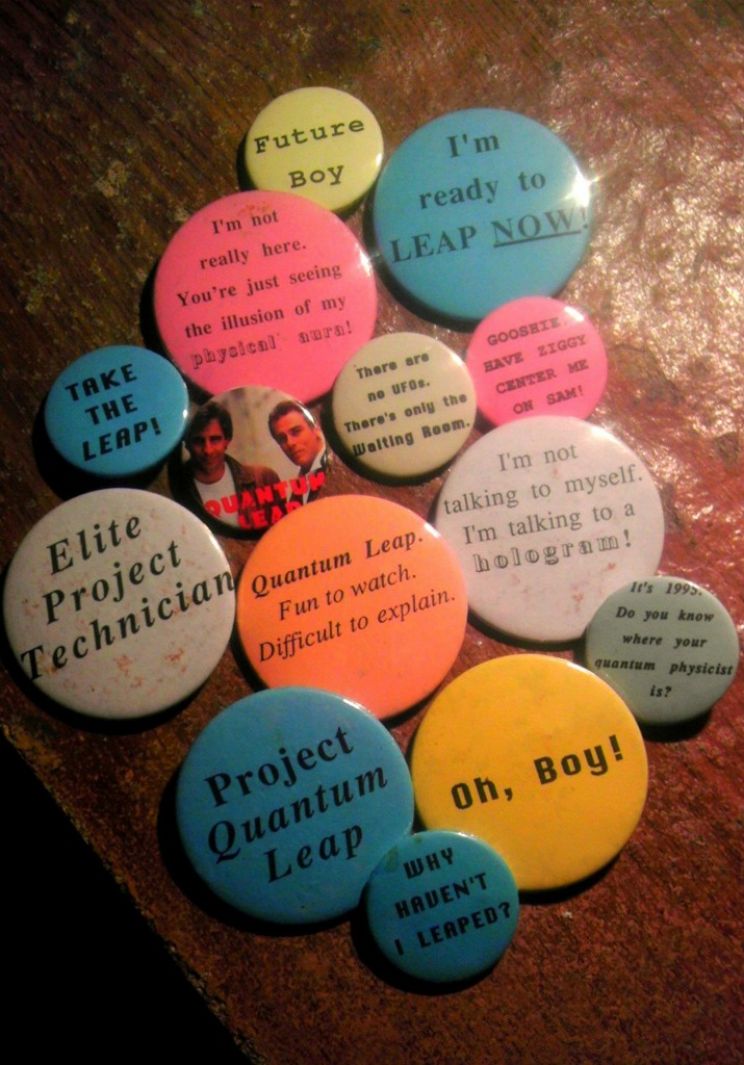 Future
Boy
I'm
ready to
LEAP NOW!
I'm not
really here.
You're just seeing
the illusion of my
physical aura!
GOOSHIE,
HAVE ZIGGY
CENTER ME
ON SAM!
There are
no UFOs.
There's only the
Waiting Room.
TAKE
THE
LEAP!
QUANTUM
LEAP
I'm not
talking to myself.
I'm talking to a
hologram!
Elite
Project
Technician
Quantum Leap.
Fun to watch.
Difficult to explain.
It's 1995.
Do you know
where your
quantum physicist
is?
Project
Quantum
Leap
Oh, Boy!
WHY
HAVEN'T
I LEAPED?